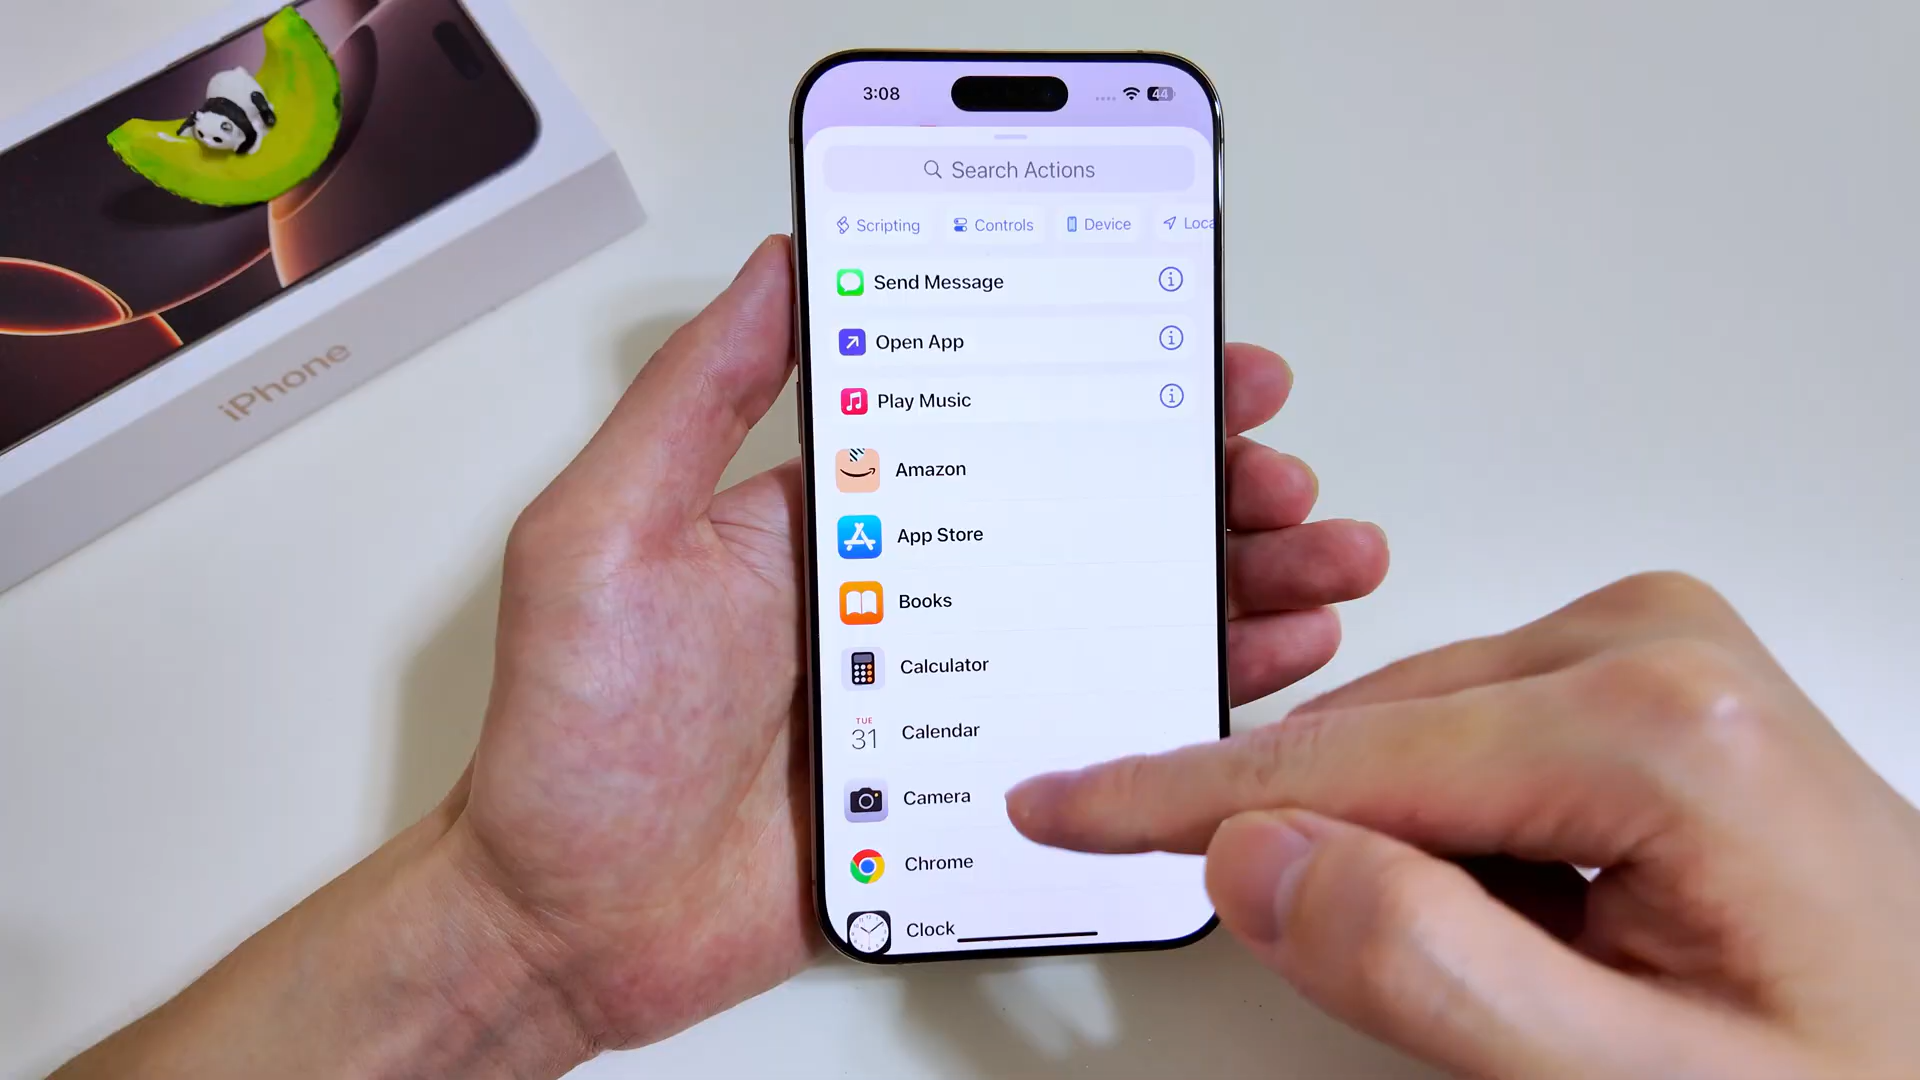 iPhone
3:08
44
Search Actions
Scripting
Controls
Device
Loca
Send Message
Open App
Play Music
Amazon
App Store
Books
Calculator
TUE
31
Calendar
Camera
Chrome
Clock